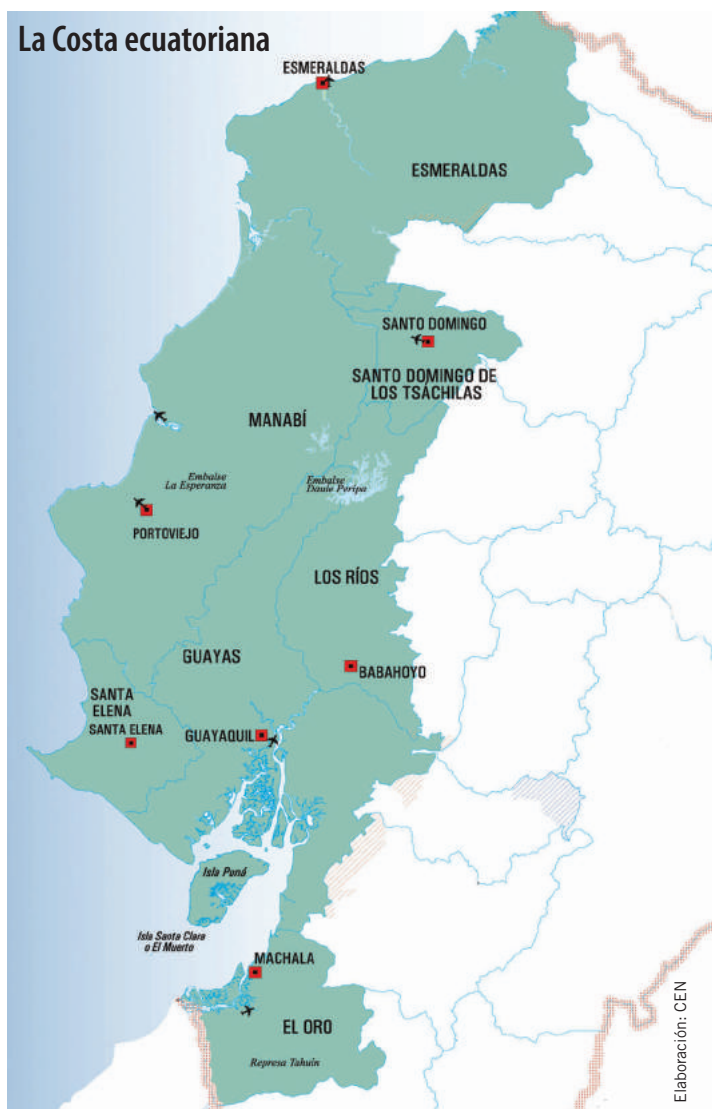 La Costa ecuatoriana
ESMERALDAS
ESMERALDAS
SANTO DOMINGO
SANTO DOMINGO DE
LOS TSÁCHILAS
MANABÍ
Embalse
La Esperanza
Embalse
Daule Peripa
PORTOVIEJO
LOS RÍOS
GUAYAS
BABAHOYO
SANTA
ELENA
SANTA ELENA
GUAYAQUIL
Isla Puná
Isla Santa Clara
o El Muerto
MACHALA
EL ORO
Represa Tahuín
Elaboración: CEN